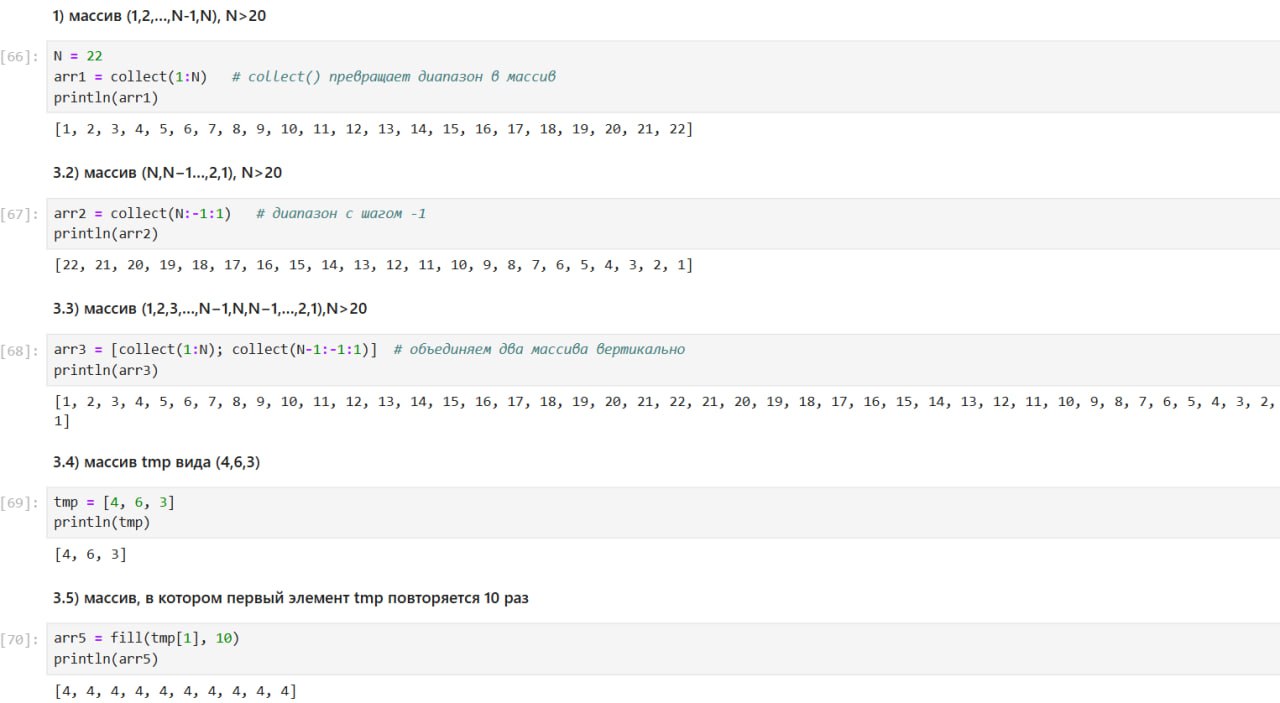 1) массив (1,2,...,N-1,N), N>20
[66]: N = 22
arr1 = collect(1:N)   # collect() превращает диапазон в массив
println(arr1)
[1, 2, 3, 4, 5, 6, 7, 8, 9, 10, 11, 12, 13, 14, 15, 16, 17, 18, 19, 20, 21, 22]
3.2) массив (N,N−1...,2,1), N>20
[67]: arr2 = collect(N:-1:1)   # диапазон с шагом -1
println(arr2)
[22, 21, 20, 19, 18, 17, 16, 15, 14, 13, 12, 11, 10, 9, 8, 7, 6, 5, 4, 3, 2, 1]
3.3) массив (1,2,3,...,N−1,N,N−1,...,2,1),N>20
[68]: arr3 = [collect(1:N); collect(N-1:-1:1)]  # объединяем два массива вертикально
println(arr3)
[1, 2, 3, 4, 5, 6, 7, 8, 9, 10, 11, 12, 13, 14, 15, 16, 17, 18, 19, 20, 21, 22, 21, 20, 19, 18, 17, 16, 15, 14, 13, 12, 11, 10, 9, 8, 7, 6, 5, 4, 3, 2,
1]
3.4) массив tmp вида (4,6,3)
[69]: tmp = [4, 6, 3]
println(tmp)
[4, 6, 3]
3.5) массив, в котором первый элемент tmp повторяется 10 раз
[70]: arr5 = fill(tmp[1], 10)
println(arr5)
[4, 4, 4, 4, 4, 4, 4, 4, 4, 4]